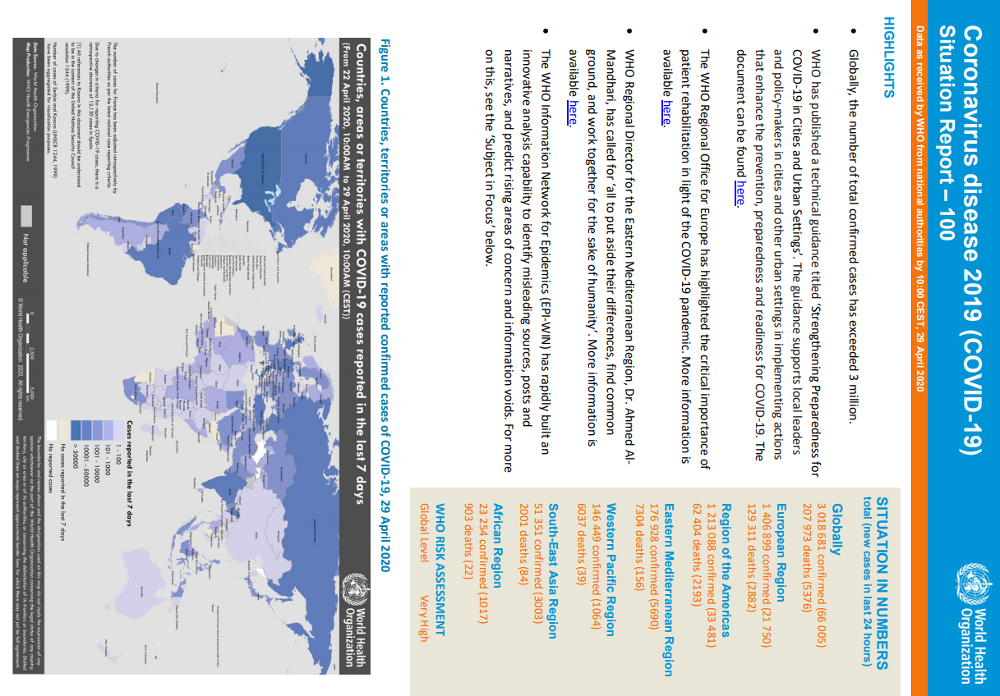 Coronavirus disease 2019 (COVID-19)
Situation Report – 100
World Health
Organization
Data as received by WHO from national authorities by 10:00 CEST, 29 April 2020
HIGHLIGHTS
• Globally, the number of total confirmed cases has exceeded 3 million.
• WHO has published a technical guidance titled ‘Strengthening Preparedness for
COVID-19 in Cities and Urban Settings’. The guidance supports local leaders
and policy-makers in cities and other urban settings in implementing actions
that enhance the prevention, preparedness and readiness for COVID-19. The
document can be found here.
• The WHO Regional Office for Europe has highlighted the critical importance of
patient rehabilitation in light of the COVID-19 pandemic. More information is
available here.
• WHO Regional Director for the Eastern Mediterranean Region, Dr. Ahmed Al-
Mandhari, has called for ‘all to put aside their differences, find common
ground, and work together for the sake of humanity’. More information is
available here.
• The WHO Information Network for Epidemics (EPI-WIN) has rapidly built an
innovative analysis capability to identify misleading sources, posts and
narratives, and predict rising areas of concern and information voids. For more
on this, see the ‘Subject in Focus’ below.
SITUATION IN NUMBERS
total (new cases in last 24 hours)
Globally
3 018 681 confirmed (66 005)
207 973 deaths (5376)
European Region
1 406 899 confirmed (21 750)
129 311 deaths (2882)
Region of the Americas
1 213 088 confirmed (33 481)
62 404 deaths (2193)
Eastern Mediterranean Region
176 928 confirmed (5690)
7304 deaths (156)
Western Pacific Region
146 449 confirmed (1064)
6037 deaths (39)
South-East Asia Region
51 351 confirmed (3003)
2001 deaths (84)
African Region
23 254 confirmed (1017)
903 deaths (22)
WHO RISK ASSESSMENT
Global Level Very High
Figure 1. Countries, territories or areas with reported confirmed cases of COVID-19, 29 April 2020
Countries, areas or territories with COVID-19 cases reported in the last 7 days
(From 22 April 2020, 10:00AM to 29 April 2020, 10:00AM (CEST))
World Health
Organization
The number of cases for France has been adjusted retrospectively by
French authorities as per the latest national case reporting criteria.
Due to changes in criteria for reporting COVID-19 cases, there is a
retrospective decrease of 12,130 cases in Spain.
[1] All references to Kosovo in this document should be understood
to be in the context of the United Nations Security Council
resolution 1244 (1999).
Number of cases of Serbia and Kosovo (UNSCR 1244, 1999)
have been aggregated for visualization purposes.
Cases reported in the last 7 days
1 - 100
101 - 1000
1001 - 10000
10001 - 50000
> 50000
No cases reported in the last 7 days
No reported cases
Not applicable
Data Source: World Health Organization
Map Production: WHO Health Emergencies Programme
0 2,500 5,000
km
© World Health Organization 2020. All rights reserved.
The boundaries and names shown and the designations used on this map do not imply the expression of any
opinion whatsoever on the part of the World Health Organization concerning the legal status of any country,
territory, city or area or of its authorities, or concerning the delimitation of its frontiers or boundaries. Dotted
and dashed lines on maps represent approximate border lines for which there may not yet be full agreement.